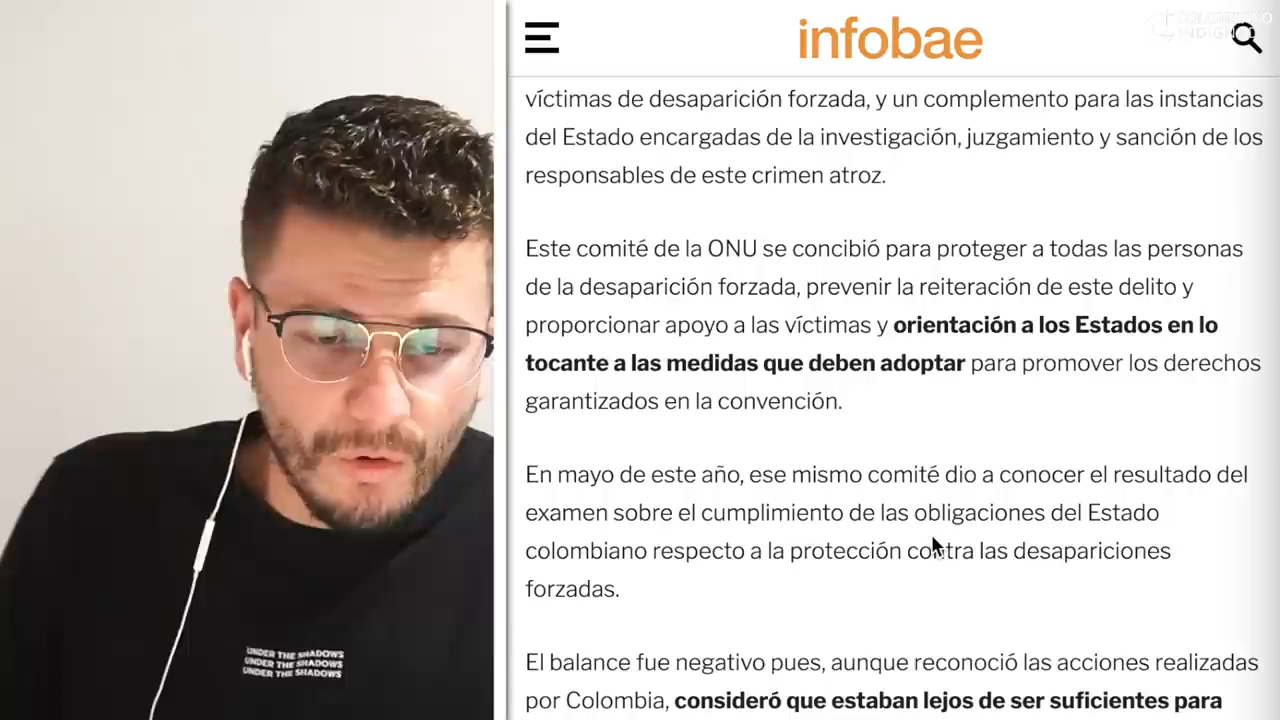 infobae
COLOMBIANO
INDIGNADO
víctimas de desaparición forzada, y un complemento para las instancias
del Estado encargadas de la investigación, juzgamiento y sanción de los
responsables de este crimen atroz.
Este comité de la ONU se concibió para proteger a todas las personas
de la desaparición forzada, prevenir la reiteración de este delito y
proporcionar apoyo a las víctimas y orientación a los Estados en lo
tocante a las medidas que deben adoptar para promover los derechos
garantizados en la convención.
En mayo de este año, ese mismo comité dio a conocer el resultado del
examen sobre el cumplimiento de las obligaciones del Estado
colombiano respecto a la protección contra las desapariciones
forzadas.
El balance fue negativo pues, aunque reconoció las acciones realizadas
por Colombia, consideró que estaban lejos de ser suficientes para
UNDER THE SHADOWS
UNDER THE SHADOWS
UNDER THE SHADOWS